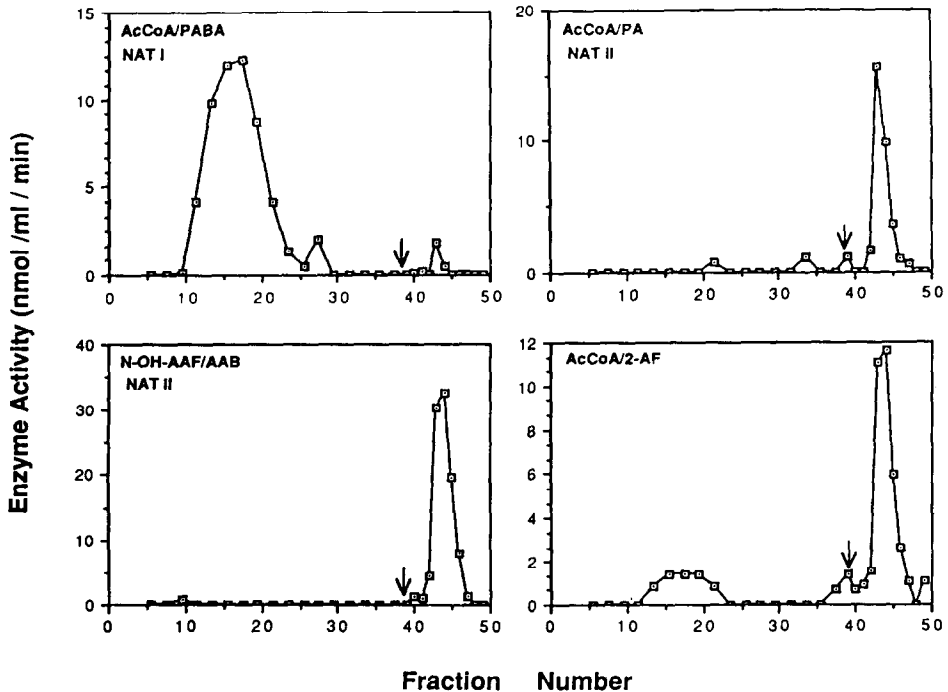 Enzyme Activity (nmol /ml / min)
AcCoA/PABA
NAT I
15
10
5
0
0 10 20 30 40 50
AcCoA/PA
NAT II
20
10
0
0 10 20 30 40 50
N-OH-AAF/AAB
NAT II
40
30
20
10
0
0 10 20 30 40 50
AcCoA/2-AF
12
10
8
6
4
2
0
0 10 20 30 40 50
Fraction Number